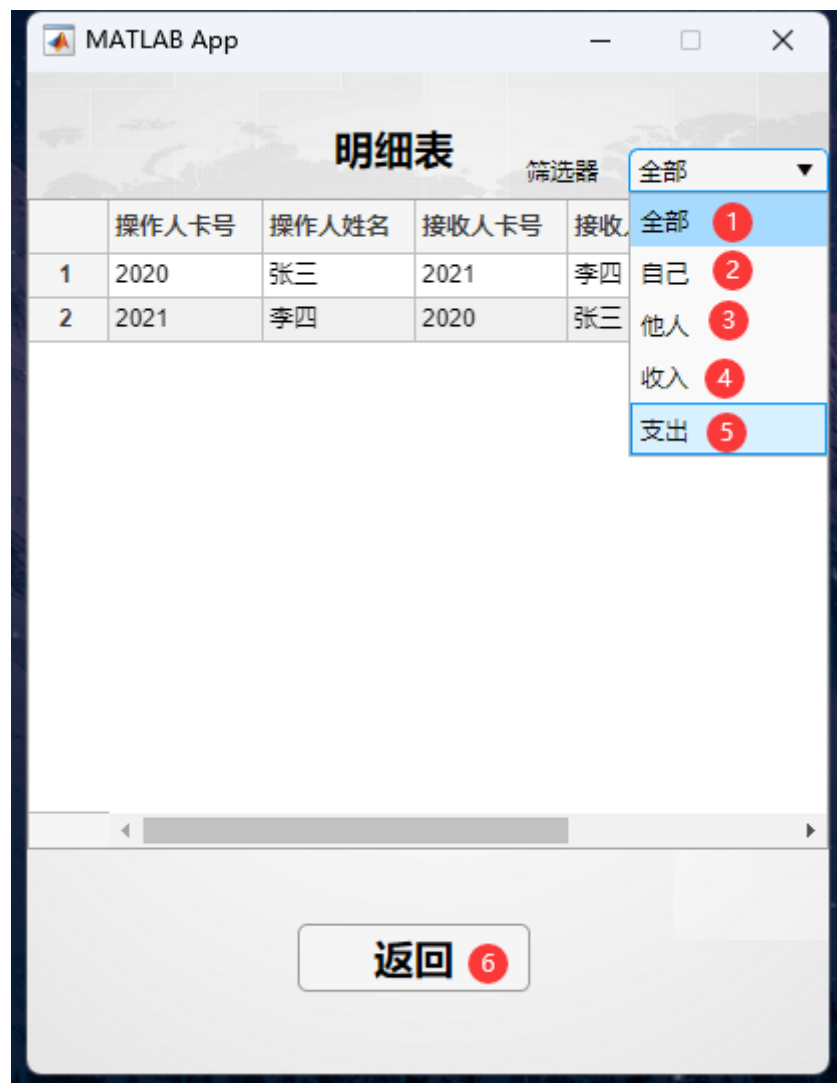 MATLAB App
明细表
筛选器 全部
操作人卡号 操作人姓名 接收人卡号 接收
1 2020 张三 2021 李四
2 2021 李四 2020 张三
全部 1
自己 2
他人 3
收入 4
支出 5
返回 6